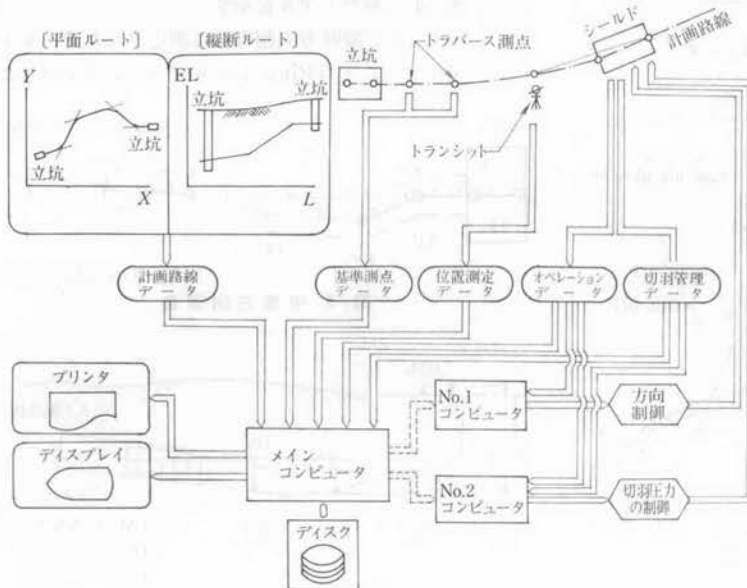 〔平面ルート〕
〔縦断ルート〕
Y
立坑
立坑
X
EL
立坑
立坑
L
立坑
トラバース測点
シールド
計画路線
トランシット
計画路線
データ
基準測点
データ
位置測定
データ
オペレーション
データ
切羽管理
データ
プリンタ
ディスプレイ
メイン
コンピュータ
ディスク
No.1
コンピュータ
No.2
コンピュータ
方向
制御
切羽圧力
の制御